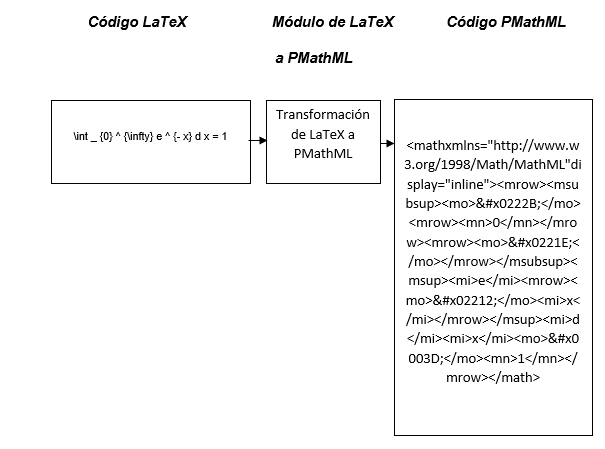 Código LaTeX
Módulo de LaTeX
a PMathML
Código PMathML
\int _ {0} ^ {\infty} e ^ {- x} d x = 1
Transformación
de LaTeX a
PMathML
<mathxmlns="http://www.w
3.org/1998/Math/MathML"di
splay="inline"><mrow><msu
bsup><mo>&#x0222B;</mo>
<mrow><mn>0</mn></mro
w><mrow><mo>&#x0221E;<
/mo></mrow></msubsup><
msup><mi>e</mi><mrow><
mo>&#x02212;</mo><mi>x<
/mi></mrow></msup><mi>d
</mi><mi>x</mi><mo>&#x0
003D;</mo><mn>1</mn></
mrow></math>